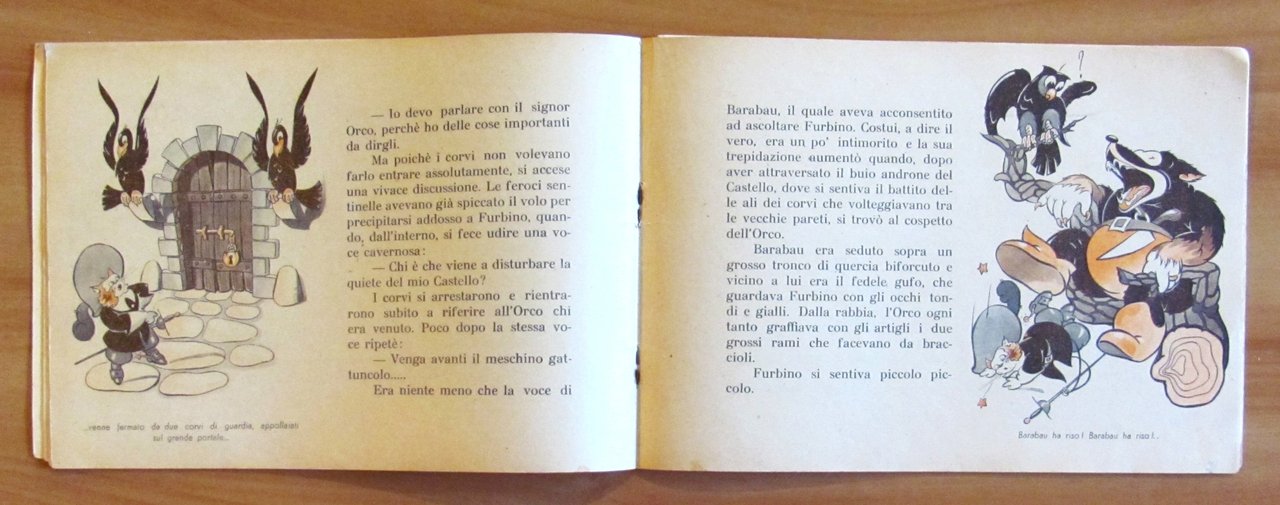 — Io devo parlare con il signor
Orco, perchè ho delle cose importanti
da dirgli.
Ma poichè i corvi non volevano
farlo entrare assolutamente, si accese
una vivace discussione. Le feroci sen-
tinelle avevano già spiccato il volo per
precipitarsi addosso a Furbino, quan-
do, dall'interno, si fece udire una vo-
ce cavernosa:
— Chi è che viene a disturbare la
quiete del mio Castello?
I corvi si arrestarono e rientra-
rono subito a riferire all'Orco chi
era venuto. Poco dopo la stessa vo-
ce ripetè:
— Venga avanti il meschino gat-
tuncolo.....
Era niente meno che la voce di
...venne fermato da due corvi di guardia, appollaiati
sul grande portale...
Barabau, il quale aveva acconsentito
ad ascoltare Furbino. Costui, a dire il
vero, era un po' intimorito e la sua
trepidazione aumentò quando, dopo
aver attraversato il buio androne del
Castello, dove si sentiva il battito del-
le ali dei corvi che volteggiavano tra
le vecchie pareti, si trovò al cospetto
dell'Orco.
Barabau era seduto sopra un
grosso tronco di quercia biforcuto e
vicino a lui era il fedele gufo, che
guardava Furbino con gli occhi ton-
di e gialli. Dalla rabbia, l'Orco ogni
tanto graffiava con gli artigli i due
grossi rami che facevano da brac-
cioli.
Furbino si sentiva piccolo pic-
colo.
?
Barabau ha riso! Barabau ha riso!..